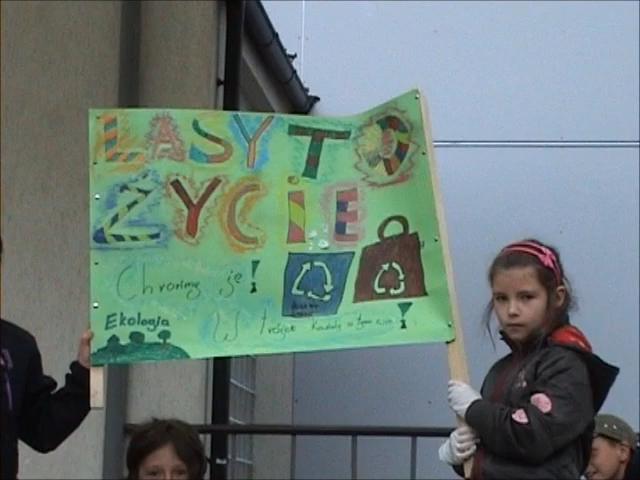 LASY TO
ŻYCIE
Chrońmy je!
Ekologia
W